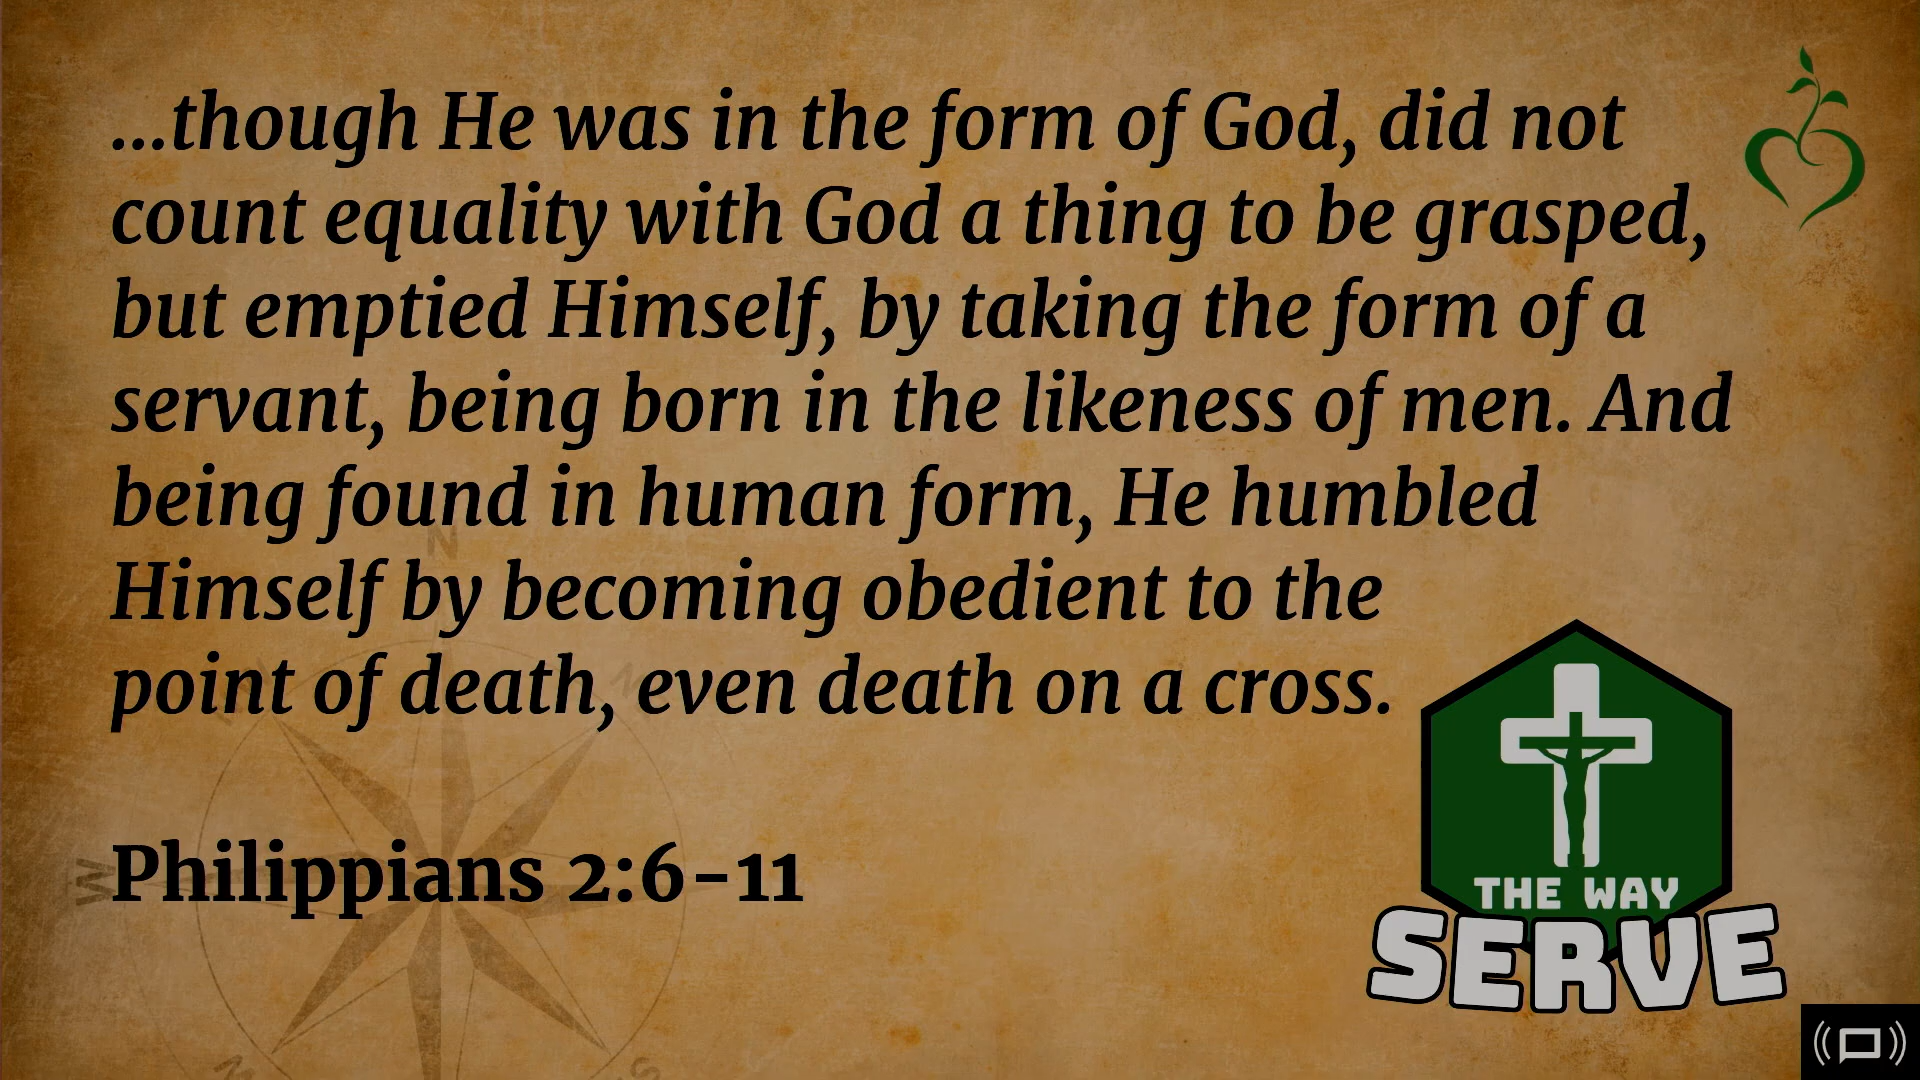 ...though He was in the form of God, did not
count equality with God a thing to be grasped,
but emptied Himself, by taking the form of a
servant, being born in the likeness of men. And
being found in human form, He humbled
Himself by becoming obedient to the
point of death, even death on a cross.
Philippians 2:6-11
THE WAY
SERVE
N
W
N
S